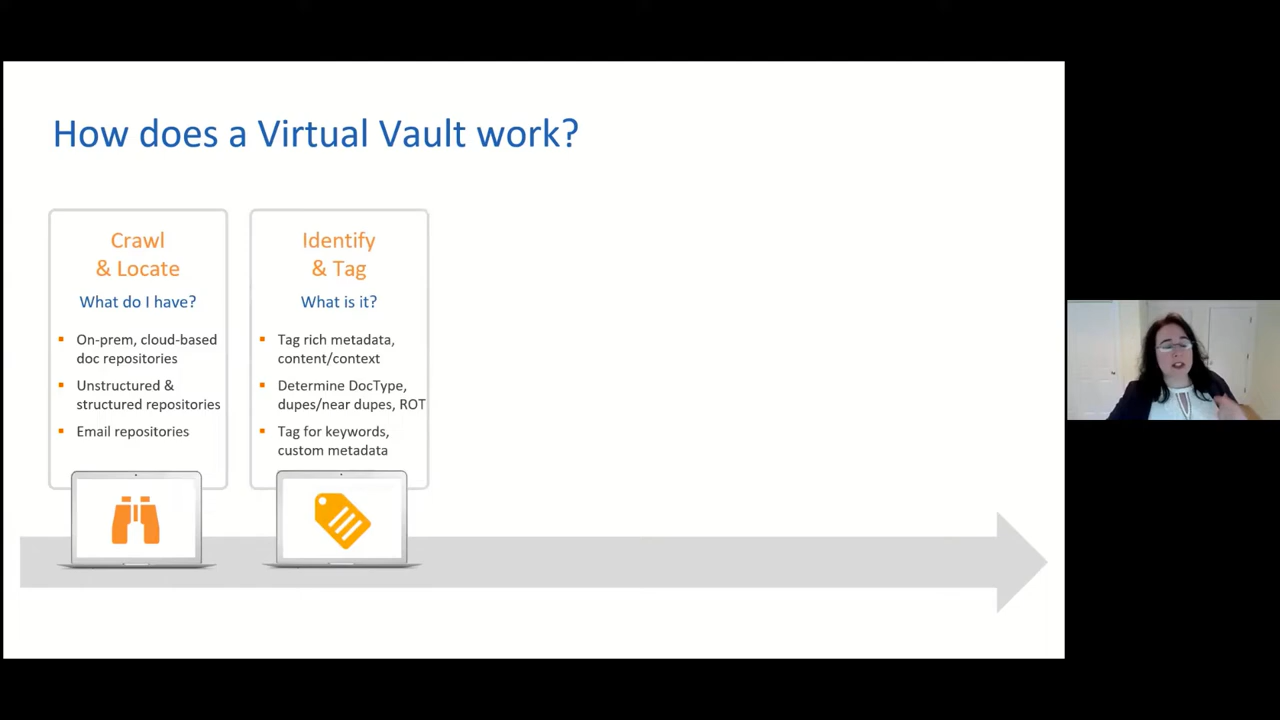 How does a Virtual Vault work?
Crawl
& Locate
What do I have?
▪ On-prem, cloud-based
doc repositories
▪ Unstructured &
structured repositories
▪ Email repositories
Identify
& Tag
What is it?
▪ Tag rich metadata,
content/context
▪ Determine DocType,
dupes/near dupes, ROT
▪ Tag for keywords,
custom metadata